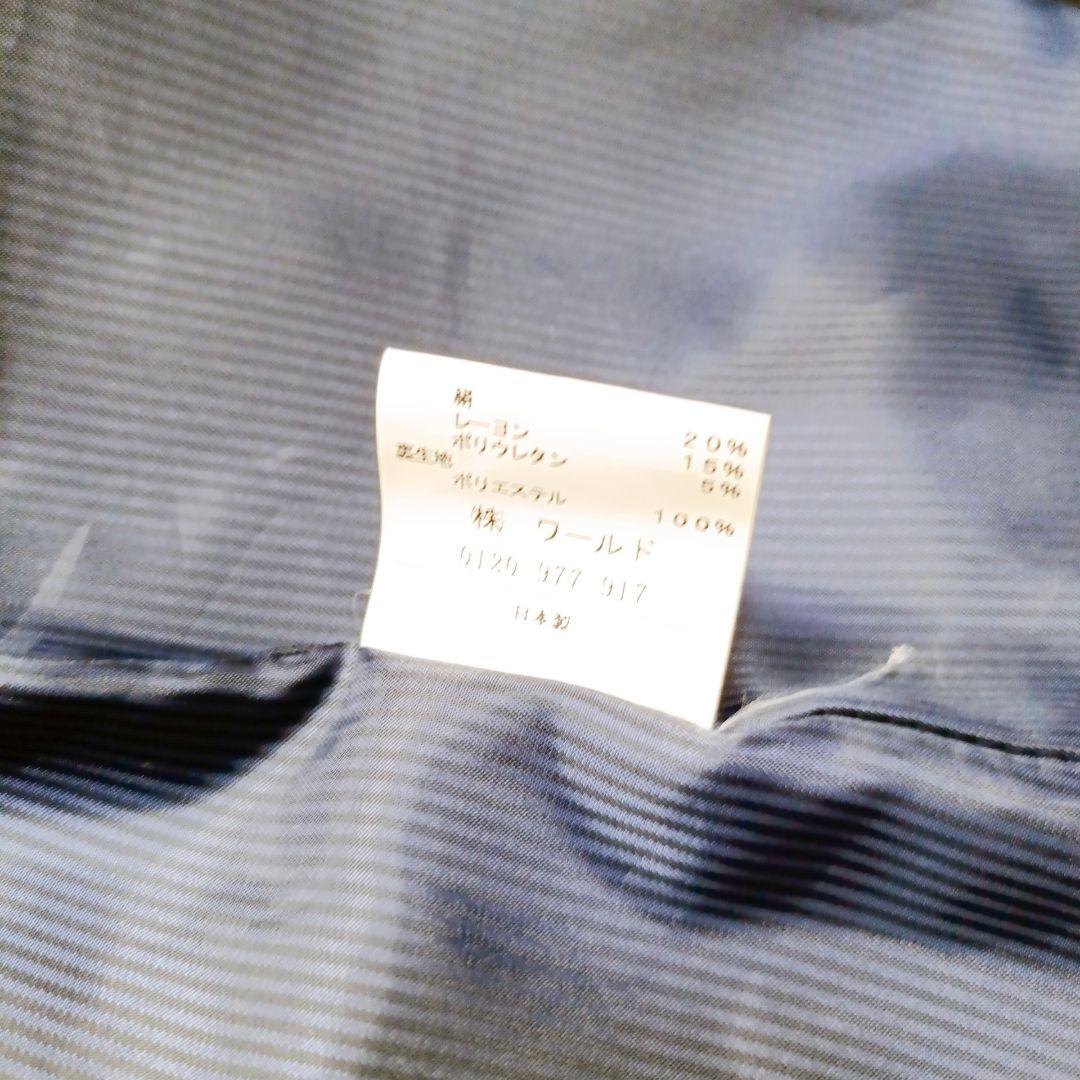 絹 20%
レーヨン 15%
ポリウレタン 5%
裏生地
ポリエステル 100%
㈱ ワールド
0120 977 917
日本製